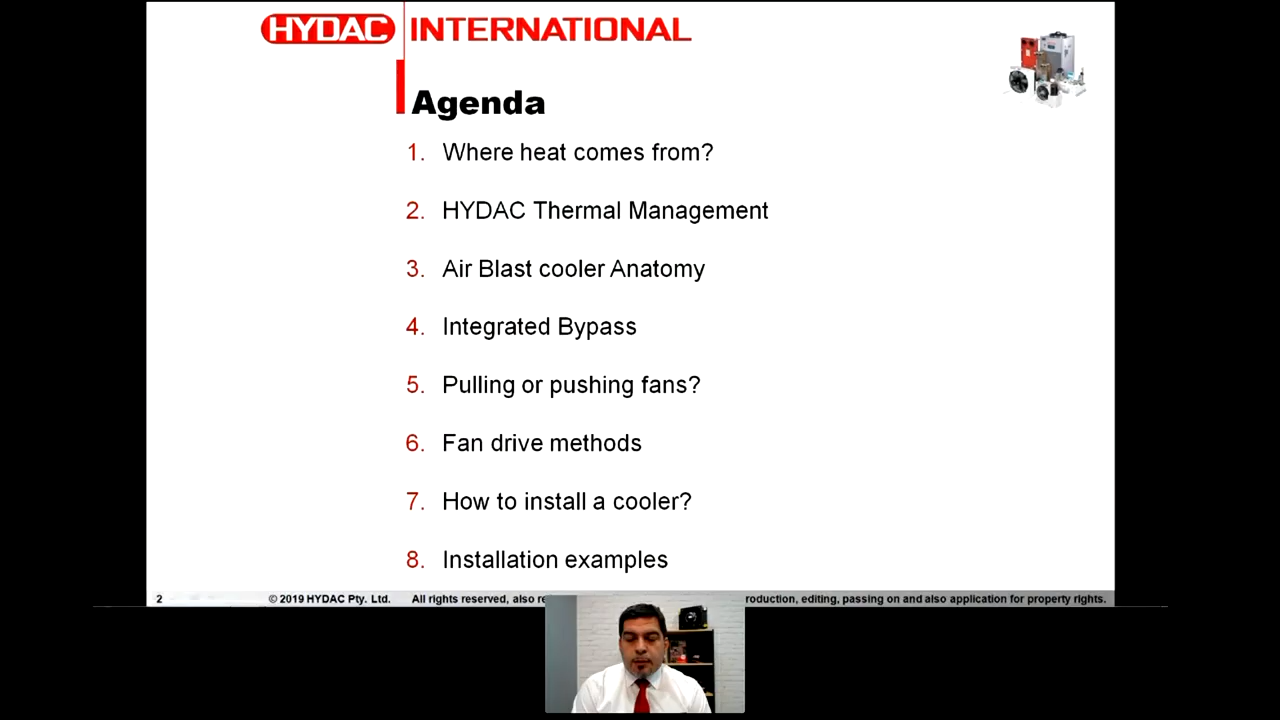 HYDAC INTERNATIONAL
Agenda
1. Where heat comes from?
2. HYDAC Thermal Management
3. Air Blast cooler Anatomy
4. Integrated Bypass
5. Pulling or pushing fans?
6. Fan drive methods
7. How to install a cooler?
8. Installation examples
2 © 2019 HYDAC Pty. Ltd. All rights reserved, also editing, passing on and also application for property rights.